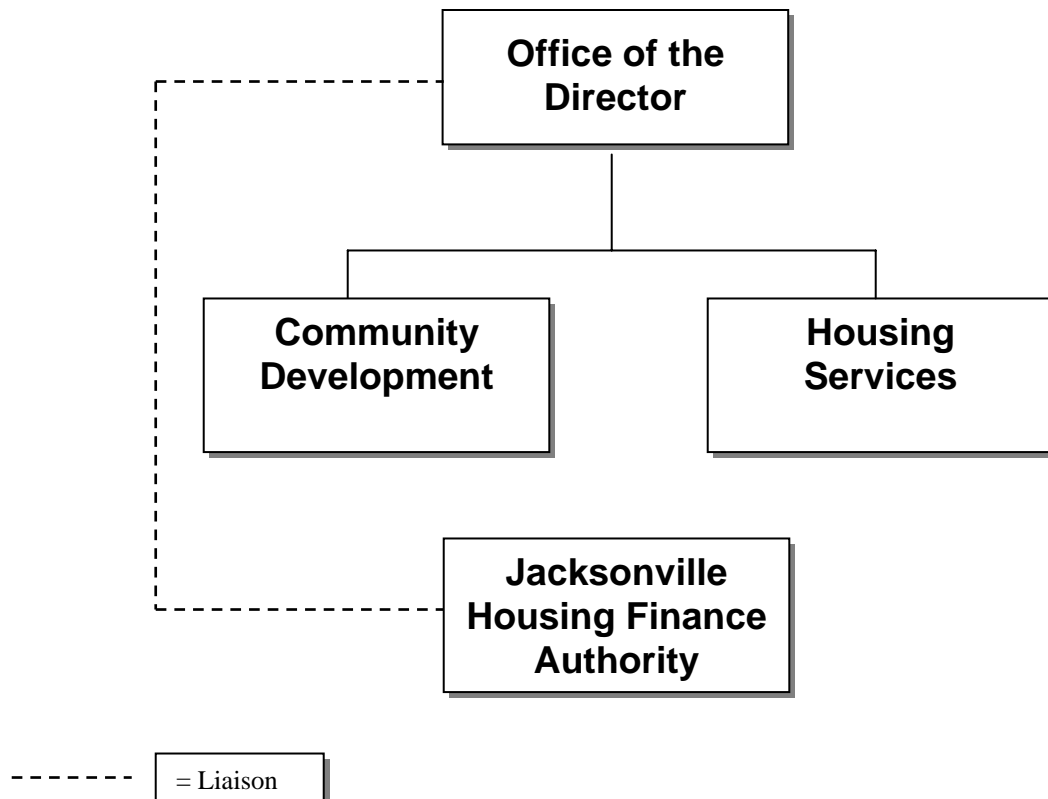 Office of the
Director
Community
Development
Housing
Services
Jacksonville
Housing Finance
Authority
= Liaison